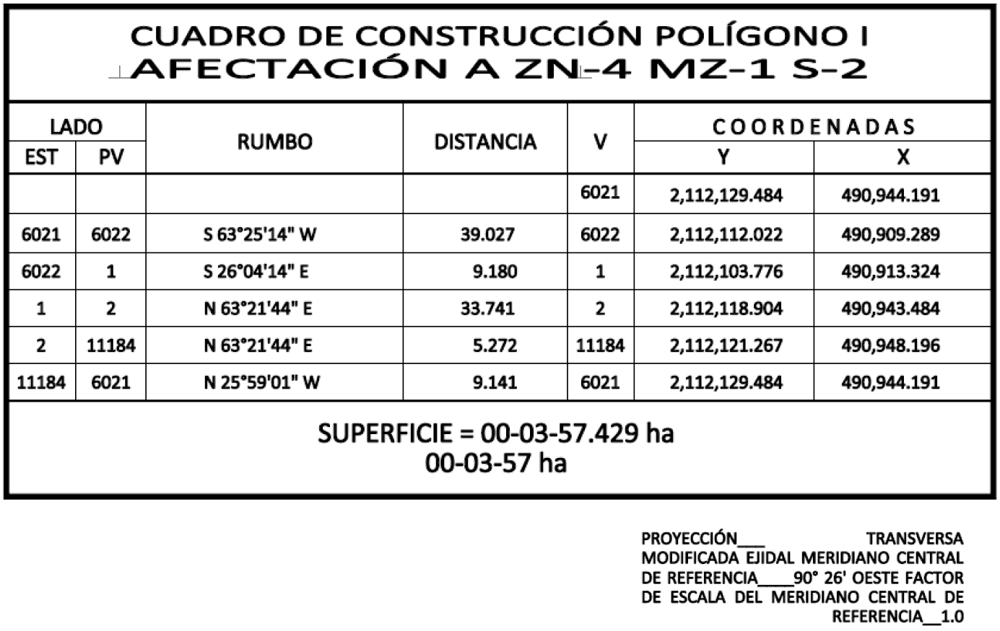 CUADRO DE CONSTRUCCIÓN POLÍGONO I
AFECTACIÓN A ZN-4 MZ-1 S-2
LADO RUMBO DISTANCIA V COORDENADAS
EST PV Y X
6021 2,112,129.484 490,944.191
6021 6022 S 63°25'14" W 39.027 6022 2,112,112.022 490,909.289
6022 1 S 26°04'14" E 9.180 1 2,112,103.776 490,913.324
1 2 N 63°21'44" E 33.741 2 2,112,118.904 490,943.484
2 11184 N 63°21'44" E 5.272 11184 2,112,121.267 490,948.196
11184 6021 N 25°59'01" W 9.141 6021 2,112,129.484 490,944.191
SUPERFICIE = 00-03-57.429 ha
00-03-57 ha
PROYECCIÓN___ TRANSVERSA
MODIFICADA EJIDAL MERIDIANO CENTRAL
DE REFERENCIA____90° 26' OESTE FACTOR
DE ESCALA DEL MERIDIANO CENTRAL DE
REFERENCIA__1.0